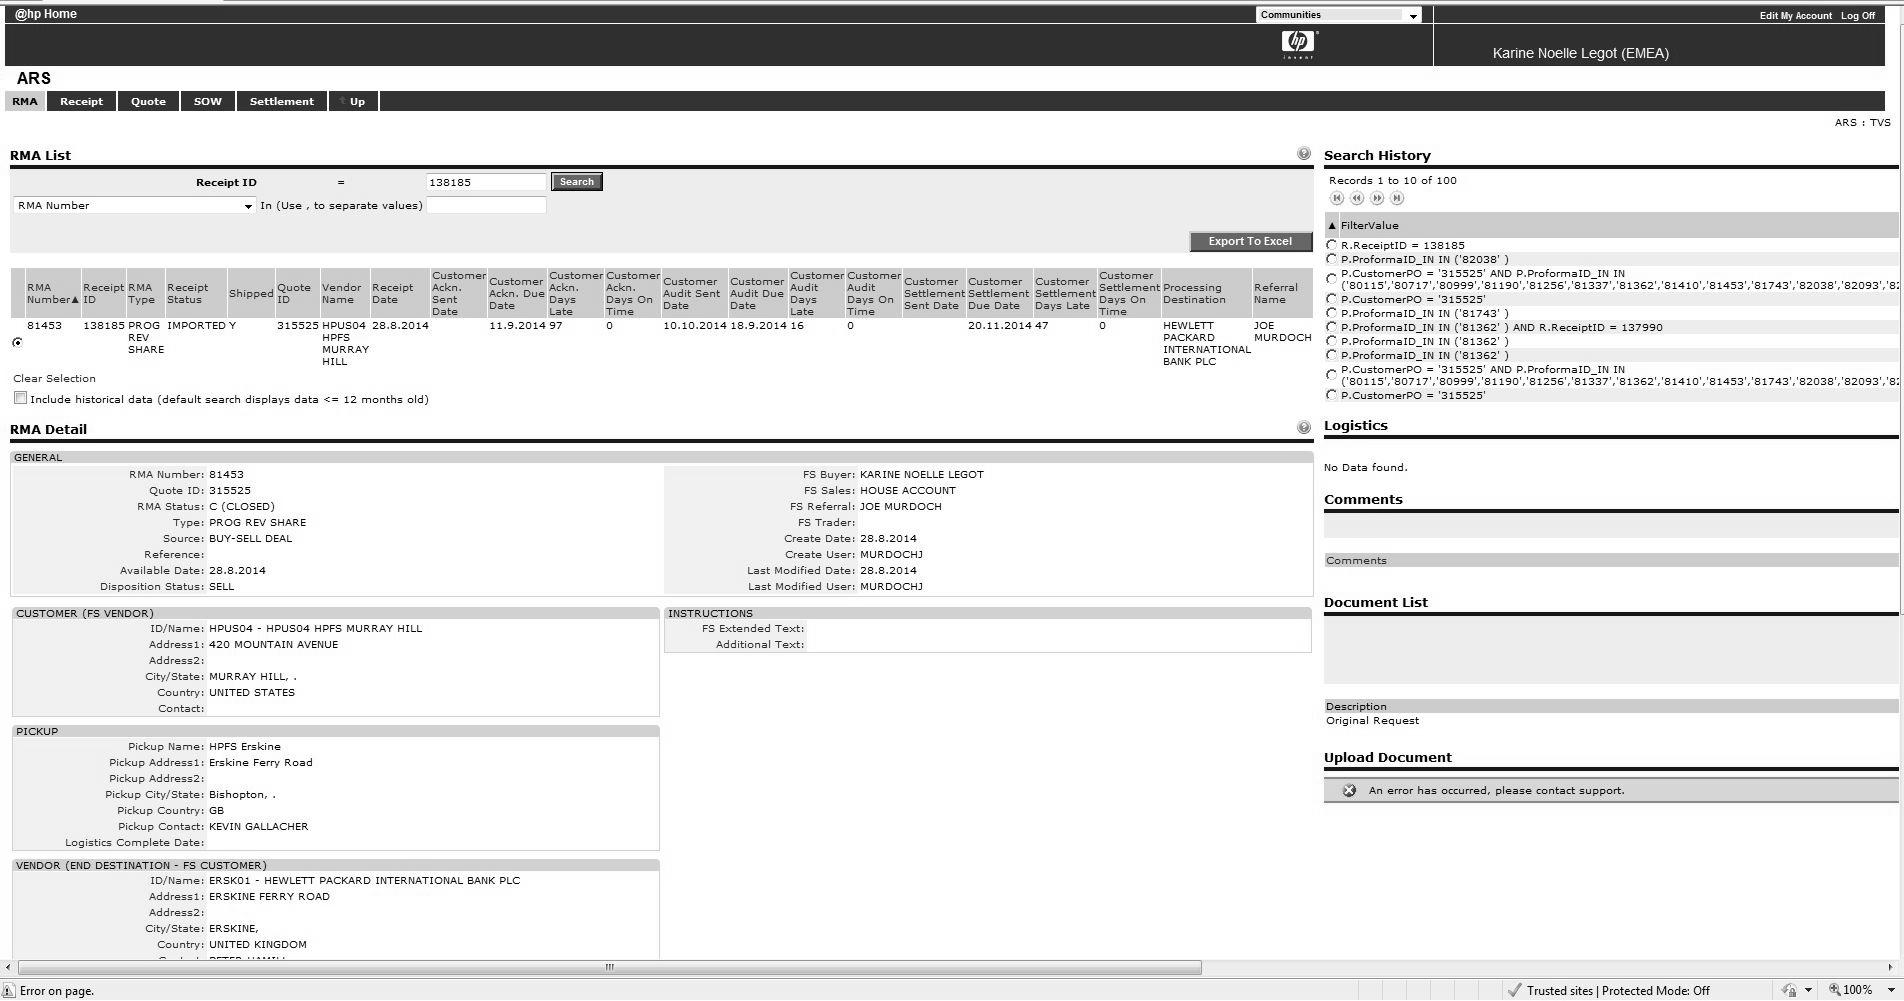 @hp Home
Communities
Edit My Account Log Off
hp
invent
Karine Noelle Legot (EMEA)
ARS
RMA Receipt Quote SOW Settlement Up
ARS : TVS
RMA List
Receipt ID = 138185 Search
RMA Number In (Use , to separate values)
Export To Excel
RMA Number▲ Receipt ID RMA Type Receipt Status Shipped Quote ID Vendor Name Receipt Date Customer Ackn. Sent Date Customer Ackn. Due Date Customer Ackn. Days Late Customer Ackn. Days On Time Customer Audit Sent Date Customer Audit Due Date Customer Audit Days Late Customer Audit Days On Time Customer Settlement Sent Date Customer Settlement Due Date Customer Settlement Days Late Customer Settlement Days On Time Processing Destination Referral Name
81453 138185 PROG REV SHARE IMPORTED Y 315525 HPUS04 HPFS MURRAY HILL 28.8.2014 11.9.2014 97 0 10.10.2014 18.9.2014 16 0 20.11.2014 47 0 HEWLETT PACKARD INTERNATIONAL BANK PLC JOE MURDOCH
Clear Selection
Include historical data (default search displays data <= 12 months old)
RMA Detail
GENERAL
RMA Number: 81453
Quote ID: 315525
RMA Status: C (CLOSED)
Type: PROG REV SHARE
Source: BUY-SELL DEAL
Reference:
Available Date: 28.8.2014
Disposition Status: SELL
FS Buyer: KARINE NOELLE LEGOT
FS Sales: HOUSE ACCOUNT
FS Referral: JOE MURDOCH
FS Trader:
Create Date: 28.8.2014
Create User: MURDOCHJ
Last Modified Date: 28.8.2014
Last Modified User: MURDOCHJ
CUSTOMER (FS VENDOR)
ID/Name: HPUS04 - HPUS04 HPFS MURRAY HILL
Address1: 420 MOUNTAIN AVENUE
Address2:
City/State: MURRAY HILL, .
Country: UNITED STATES
Contact:
INSTRUCTIONS
FS Extended Text:
Additional Text:
PICKUP
Pickup Name: HPFS Erskine
Pickup Address1: Erskine Ferry Road
Pickup Address2:
Pickup City/State: Bishopton, .
Pickup Country: GB
Pickup Contact: KEVIN GALLACHER
Logistics Complete Date:
VENDOR (END DESTINATION - FS CUSTOMER)
ID/Name: ERSK01 - HEWLETT PACKARD INTERNATIONAL BANK PLC
Address1: ERSKINE FERRY ROAD
Address2:
City/State: ERSKINE,
Country: UNITED KINGDOM
Search History
Records 1 to 10 of 100
▲ FilterValue
R.ReceiptID = 138185
P.ProformaID_IN IN ('82038' )
P.CustomerPO = '315525' AND P.ProformaID_IN IN
('80115','80717','80999','81190','81256','81337','81362','81410','81453','81743','82038','82093','82
P.CustomerPO = '315525'
P.ProformaID_IN IN ('81743' )
P.ProformaID_IN IN ('81362' ) AND R.ReceiptID = 137990
P.ProformaID_IN IN ('81362' )
P.ProformaID_IN IN ('81362' )
P.CustomerPO = '315525' AND P.ProformaID_IN IN
('80115','80717','80999','81190','81256','81337','81362','81410','81453','81743','82038','82093','82
P.CustomerPO = '315525'
Logistics
No Data found.
Comments
Comments
Document List
Description
Original Request
Upload Document
An error has occurred, please contact support.
Error on page.
Trusted sites | Protected Mode: Off
100%